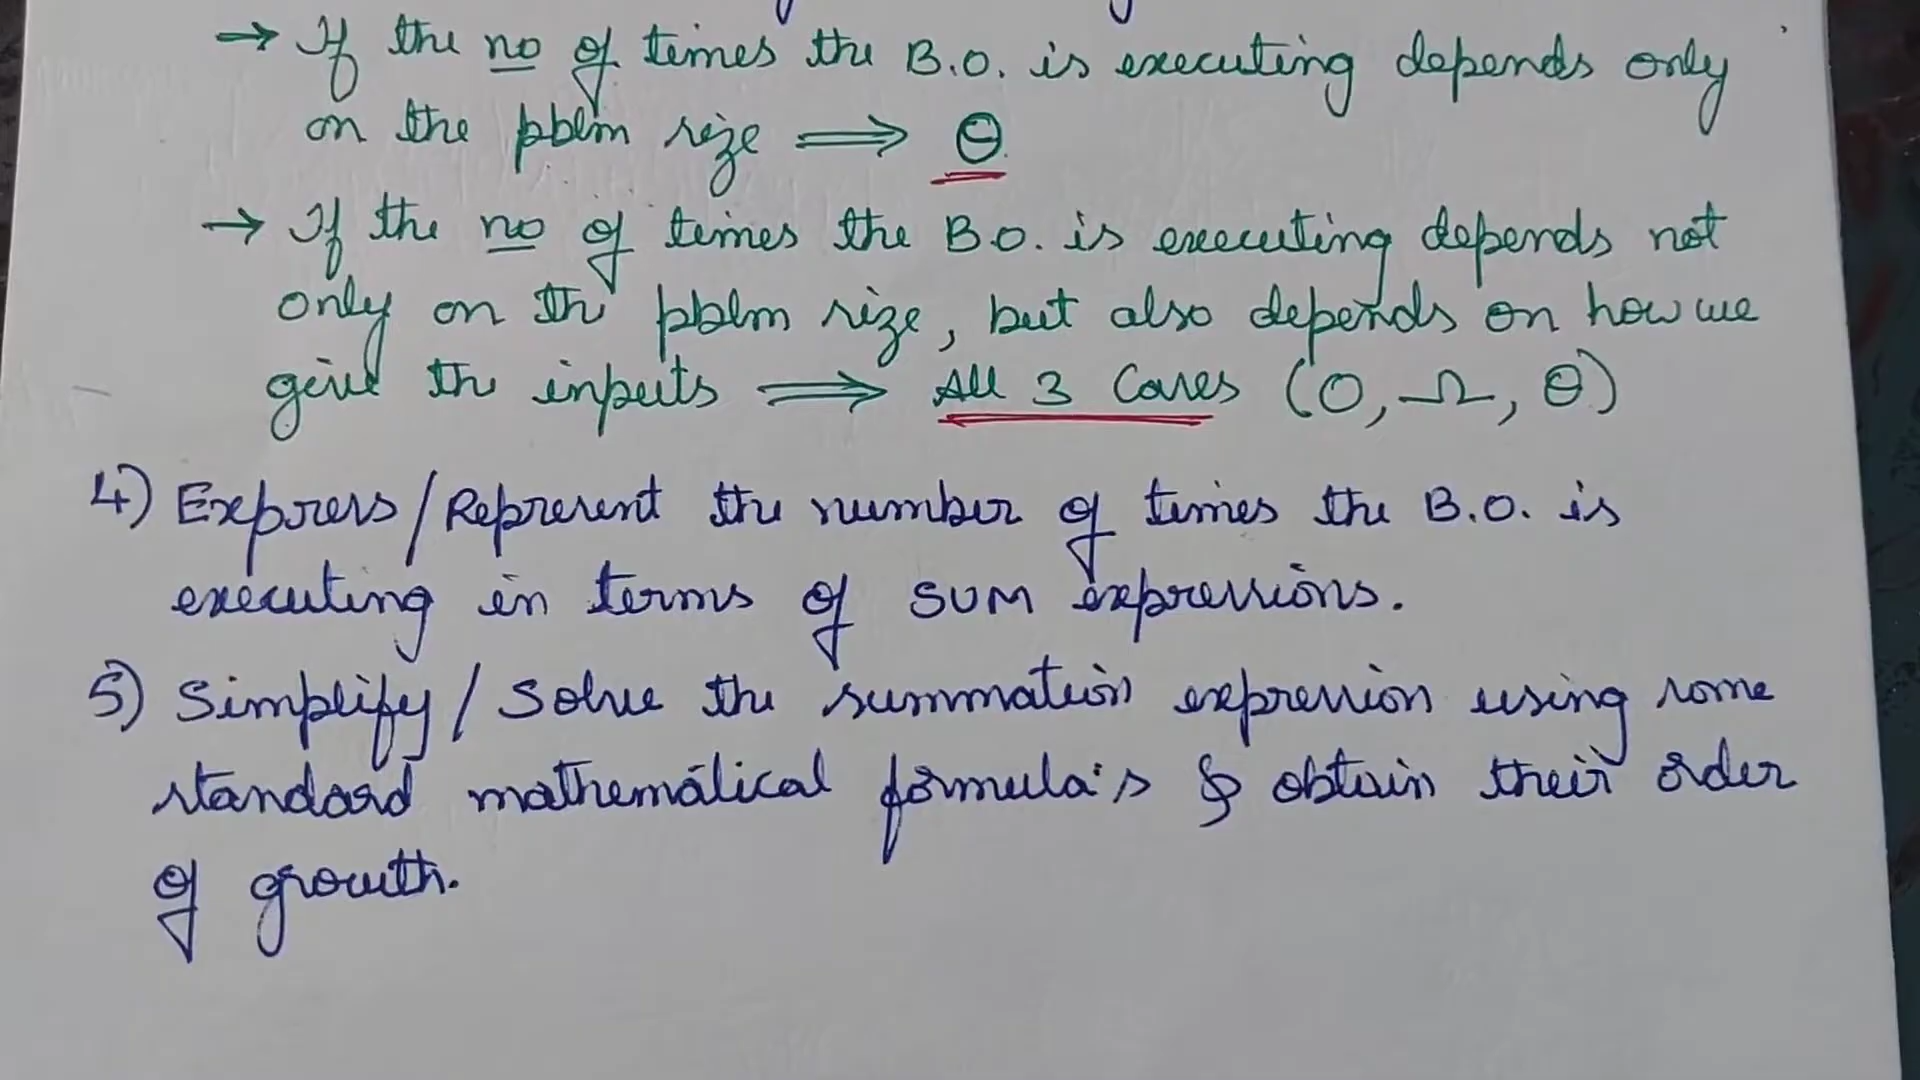 → If the no of times the B.O. is executing depends only
on the pblm size ⟹ Θ
→ If the no of times the B.O. is executing depends not
only on th pblm size, but also depends on how we
give th inputs ⟹ All 3 Cases (O, Ω, Θ)
4) Express/Represent the number of times the B.O. is
executing in terms of SUM expressions.
5) Simplify/Solve the summation expression using some
standard mathematical formula's & obtain their order
of growth.